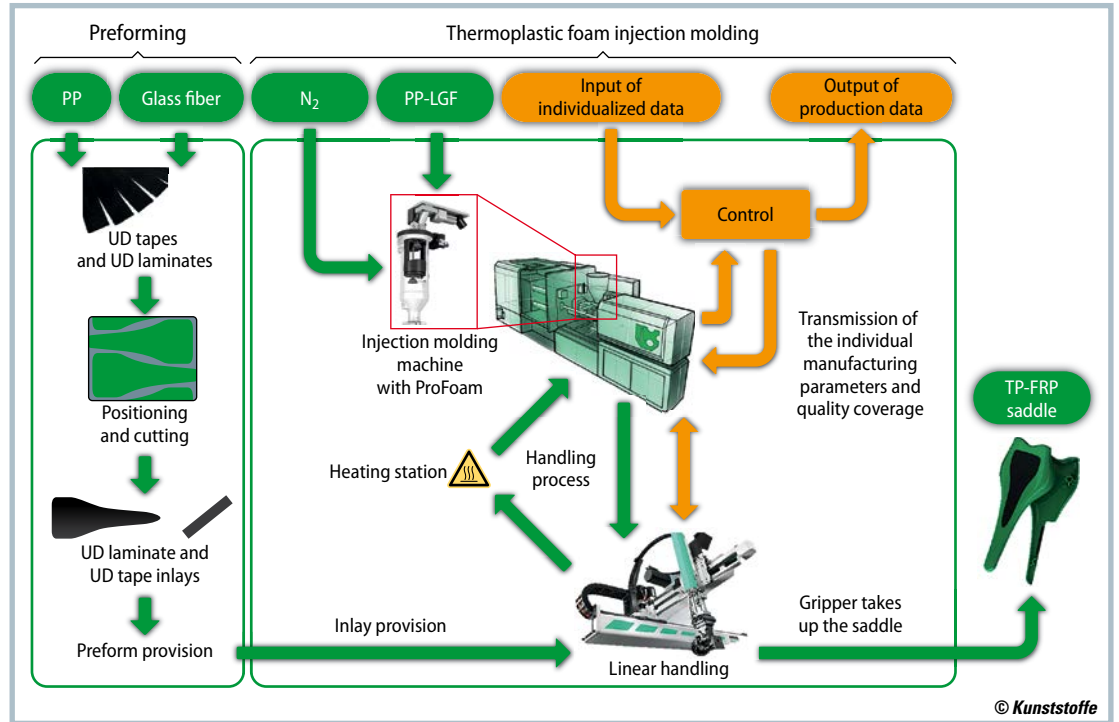 Preforming
Thermoplastic foam injection molding
PP
Glass fiber
N₂
PP-LGF
Input of
individualized data
Output of
production data
UD tapes
and UD laminates
Positioning
and cutting
UD laminate and
UD tape inlays
Preform provision
Control
Injection molding
machine
with ProFoam
Transmission of
the individual
manufacturing
parameters and
quality coverage
Heating station
Handling
process
Inlay provision
Linear handling
Gripper takes
up the saddle
TP-FRP
saddle
© Kunststoffe